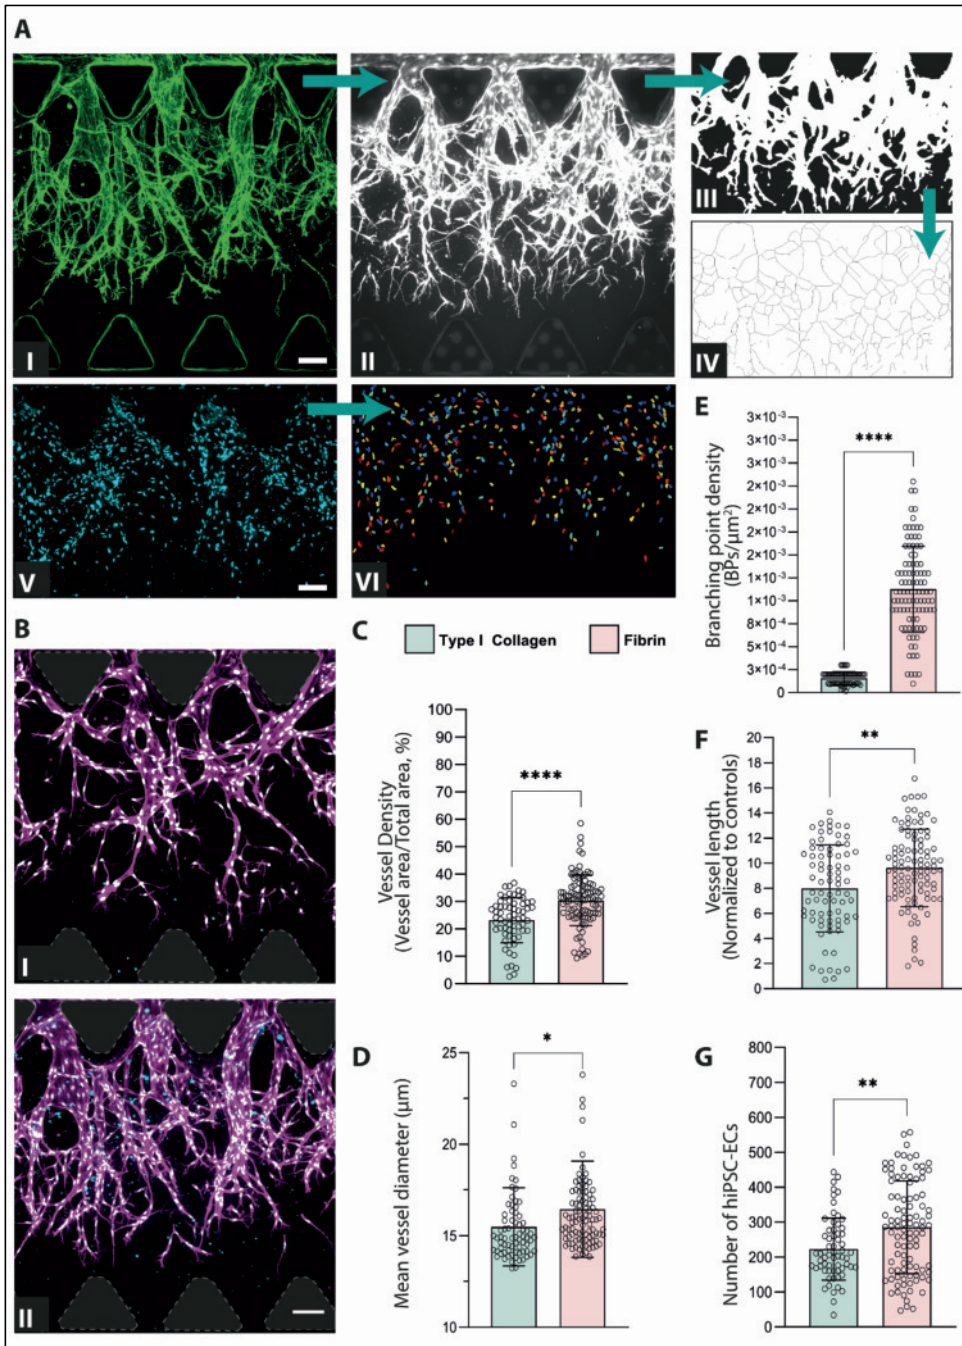 A
I
II
III
IV
V
VI
B
I
II
C
Type I Collagen
Fibrin
Vessel Density
(Vessel area/Total area, %)
100
90
80
70
60
50
40
30
20
10
0
****
D
Mean vessel diameter (µm)
25
20
15
10
*
E
Branching point density
(BPs/µm²)
3×10⁻³
3×10⁻³
3×10⁻³
2×10⁻³
2×10⁻³
2×10⁻³
2×10⁻³
1×10⁻³
1×10⁻³
8×10⁻⁴
5×10⁻⁴
3×10⁻⁴
0
****
F
Vessel length
(Normalized to controls)
20
18
16
14
12
10
8
6
4
2
0
**
G
Number of hiPSC-ECs
800
700
600
500
400
300
200
100
0
**